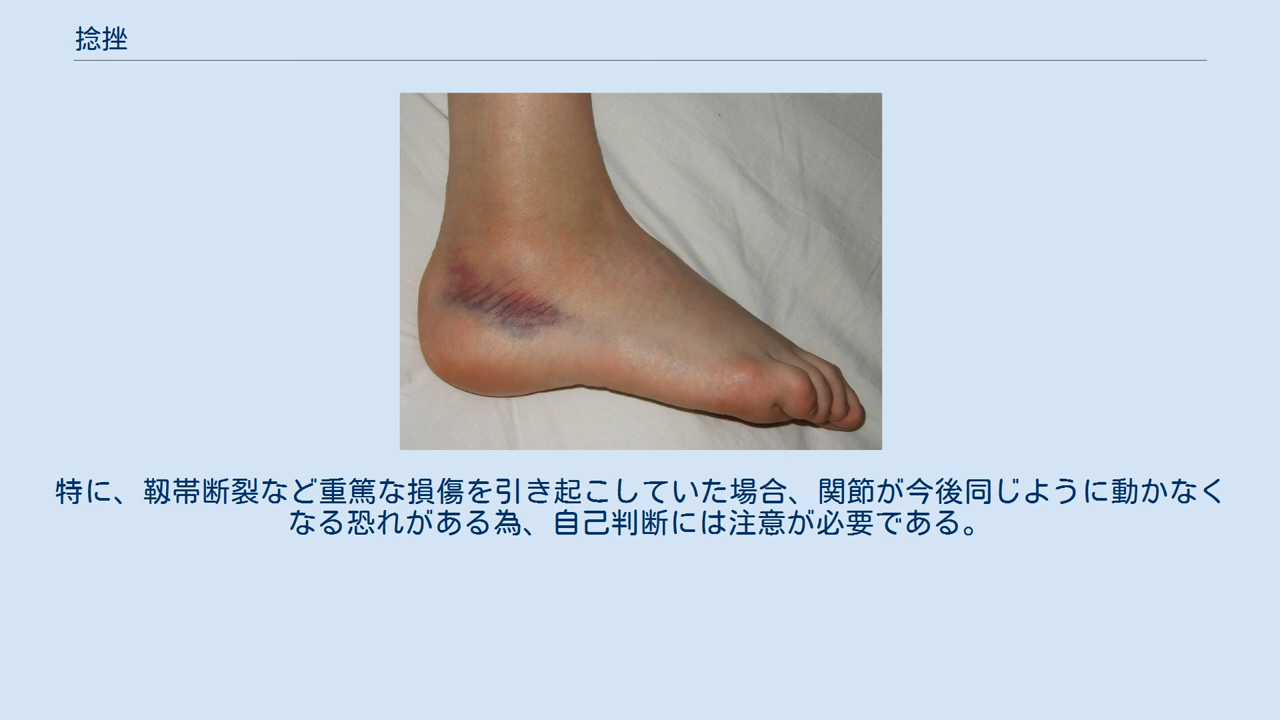 捻挫
特に、靱帯断裂など重篤な損傷を引き起こしていた場合、関節が今後同じように動かなく
なる恐れがある為、自己判断には注意が必要である。